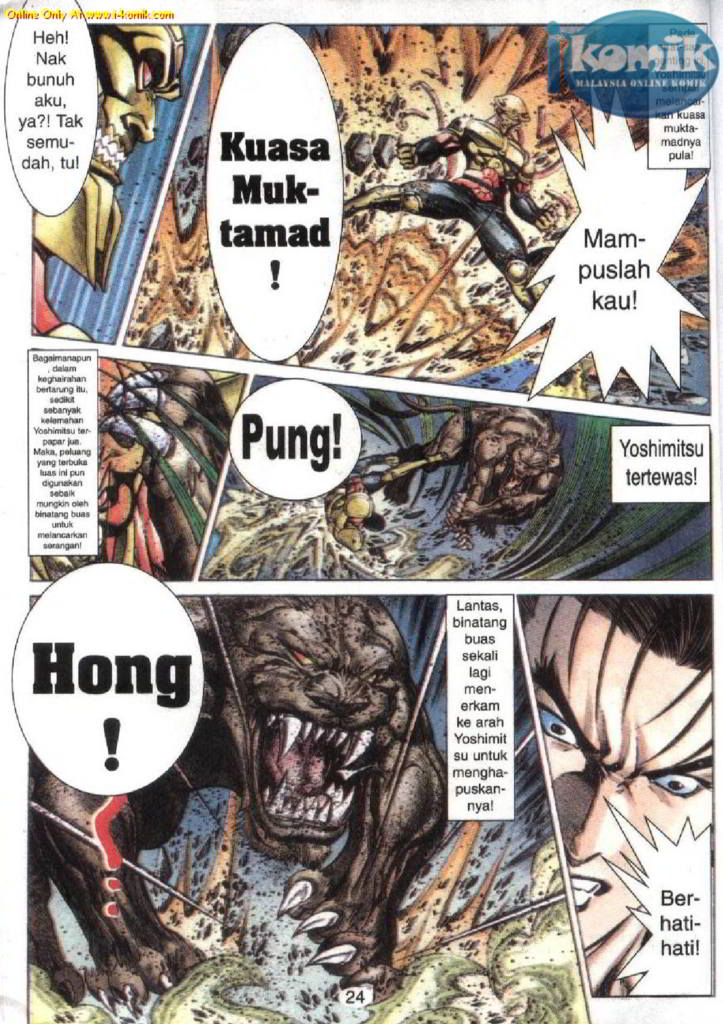 Online Only At www.i-komik.com
Heh!
Nak
bunuh
aku,
ya?! Tak
semu-
dah, tu!
Kuasa
Muk-
tamad
!
ikomik
MALAYSIA ONLINE KOMIK
Pada
Yoshimitsu
melancar-
kan kuasa
mukta-
madnya
pula!
Mam-
puslah
kau!
Bagaimanapun
, dalam
keghairahan
bertarung itu,
sedikit
sebanyak
kelemahan
Yoshimitsu ter-
papar jua.
Maka, peluang
yang terbuka
luas ini pun
digunakan
sebaik
mungkin oleh
binatang buas
untuk
melancarkan
serangan!
Pung!
Yoshimitsu
tertewas!
Hong
!
Lantas,
binatang
buas
sekali
lagi
men-
erkam
ke arah
Yoshimit
su untuk
mengha-
puskan-
nya!
Ber-
hati-
hati!
24